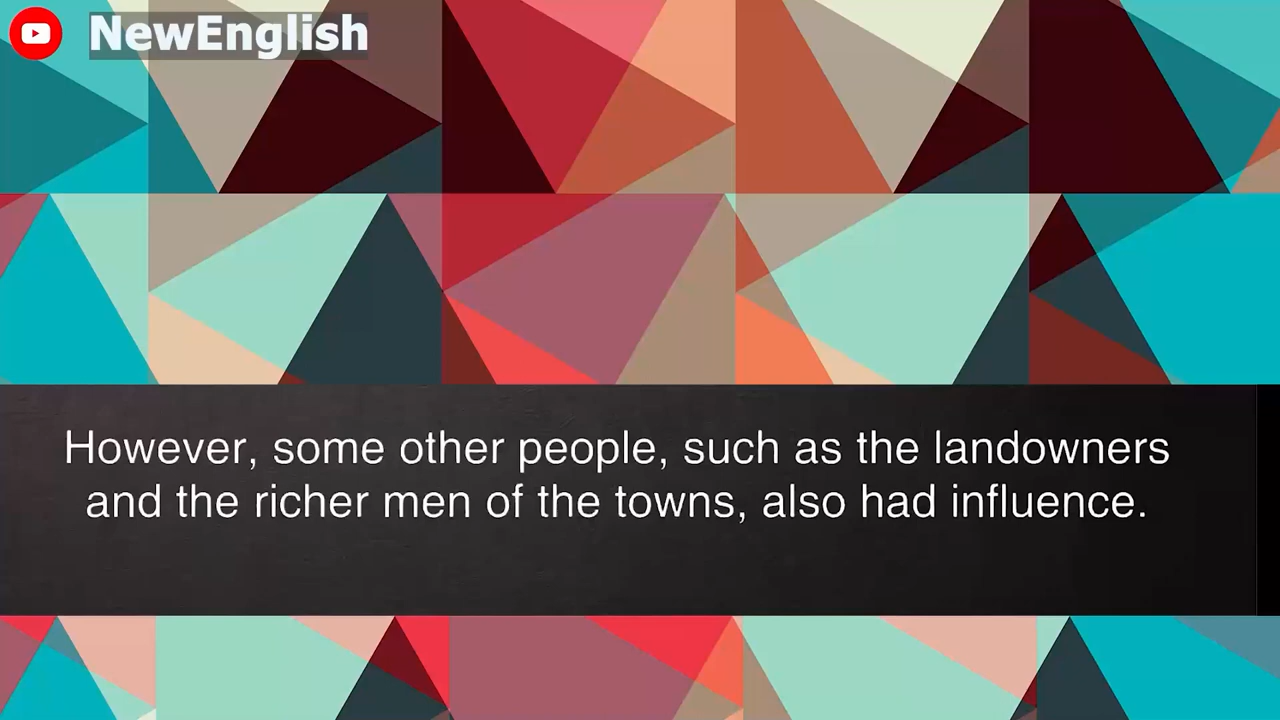 NewEnglish
However, some other people, such as the landowners
and the richer men of the towns, also had influence.